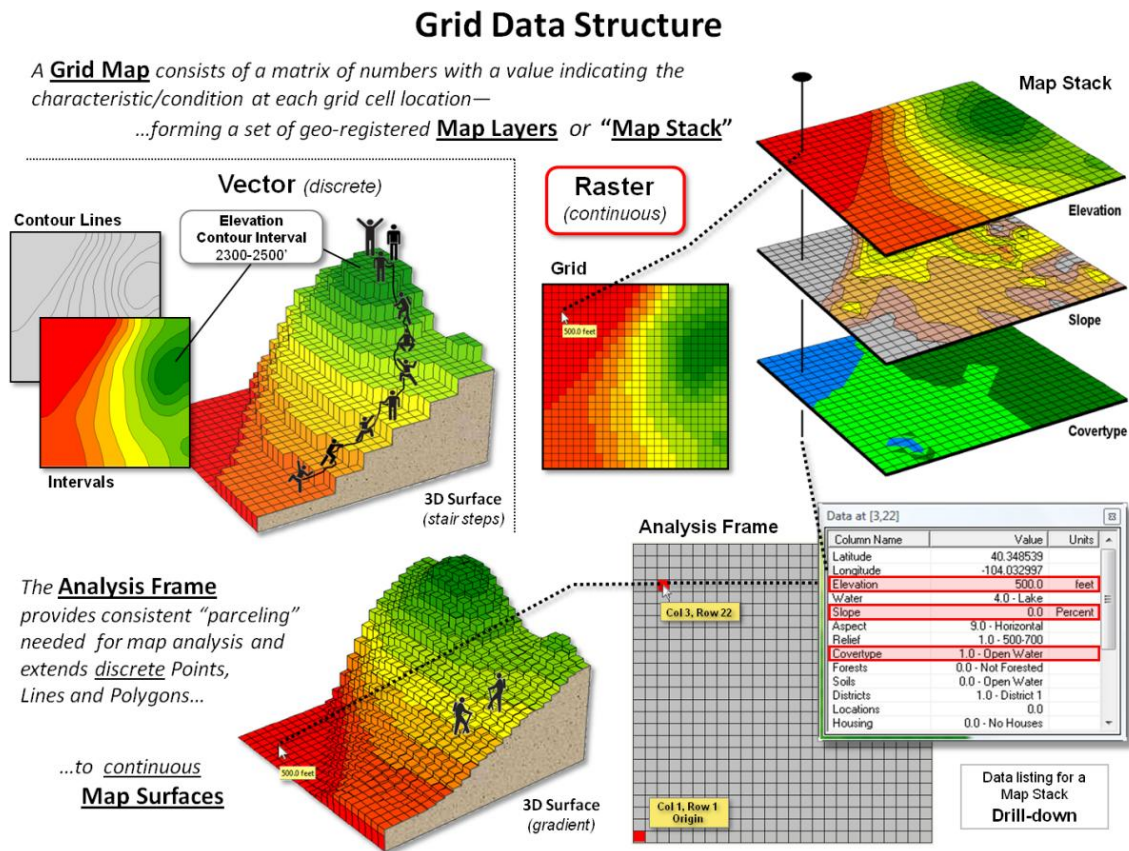 Grid Data Structure
A Grid Map consists of a matrix of numbers with a value indicating the
characteristic/condition at each grid cell location—
…forming a set of geo-registered Map Layers or “Map Stack”
Map Stack
Elevation
Slope
Covertype
Vector (discrete)
Contour Lines
Elevation
Contour Interval
2300-2500’
Intervals
3D Surface
(stair steps)
Raster
(continuous)
Grid
500.0 feet
The Analysis Frame
provides consistent “parceling”
needed for map analysis and
extends discrete Points,
Lines and Polygons…
…to continuous
Map Surfaces
500.0 feet
3D Surface
(gradient)
Analysis Frame
Col 3, Row 22
Col 1, Row 1
Origin
Data at [3,22]
Column Name Value Units
Latitude 40.348539
Longitude -104.032997
Elevation 500.0 feet
Water 4.0 - Lake
Slope 0.0 Percent
Aspect 9.0 - Horizontal
Relief 1.0 - 500-700
Covertype 1.0 - Open Water
Forests 0.0 - Not Forested
Soils 0.0 - Open Water
Districts 1.0 - District 1
Locations 0.0
Housing 0.0 - No Houses
Data listing for a
Map Stack
Drill-down